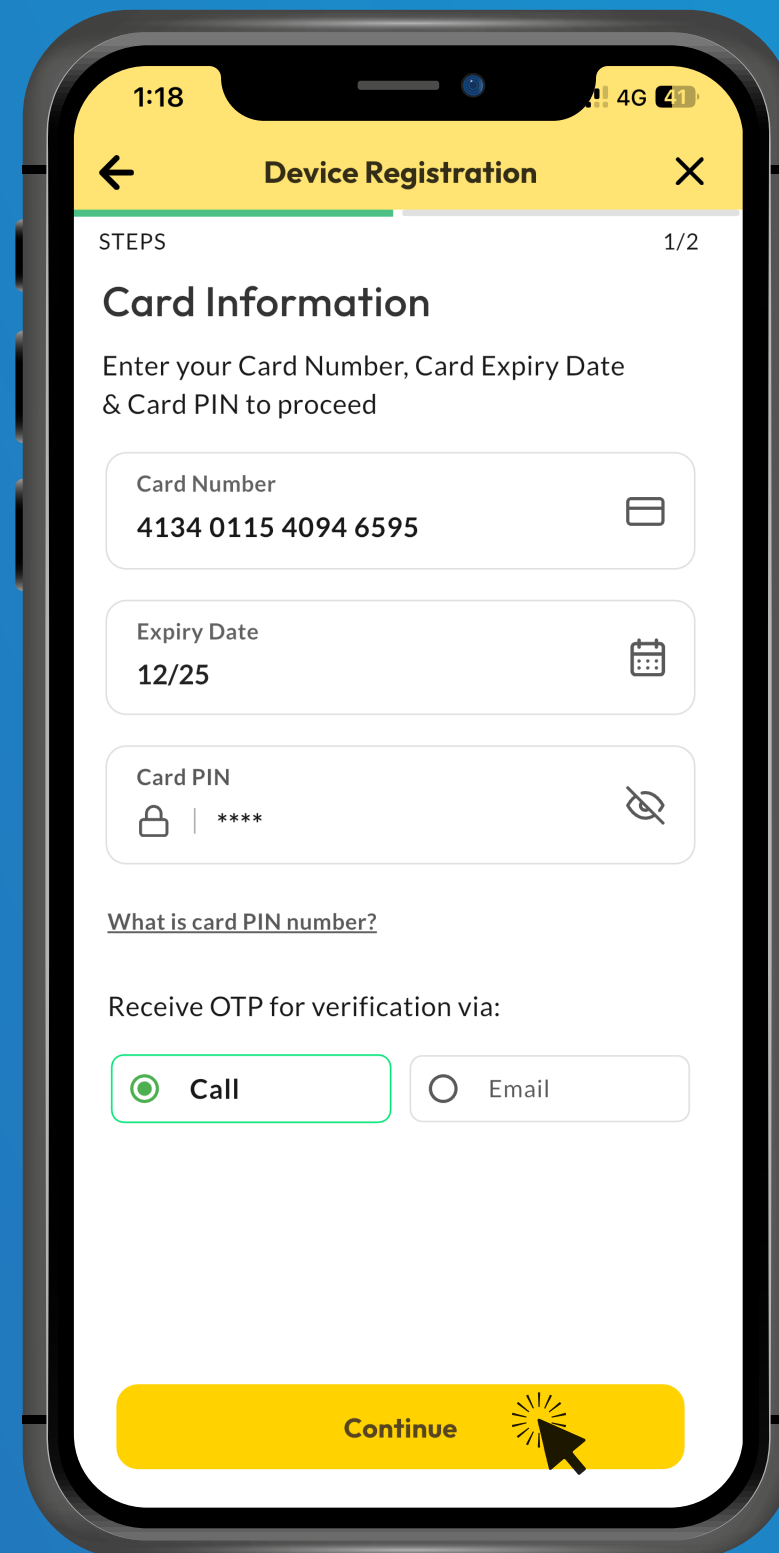 1:18 4G 41
Device Registration
STEPS 1/2
Card Information
Enter your Card Number, Card Expiry Date
& Card PIN to proceed
Card Number
4134 0115 4094 6595
Expiry Date
12/25
Card PIN
****
What is card PIN number?
Receive OTP for verification via:
Call Email
Continue